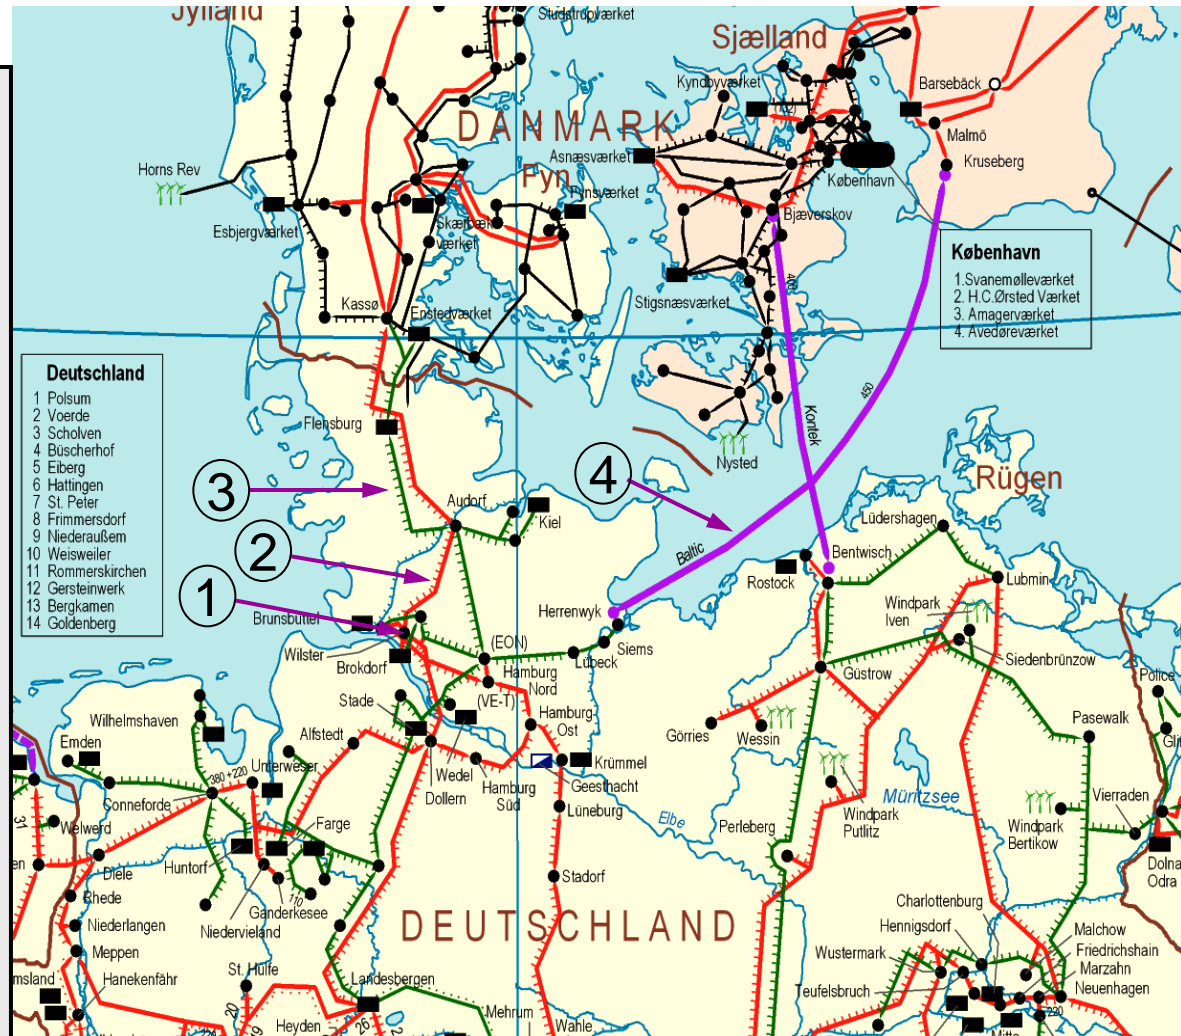 Jylland
Studstrupværket
Sjælland
Kyndbyværket
(132)
Barsebäck
DANMARK
Malmö
Asnæsværket
Kruseberg
Horns Rev
Fyn
Fynsværket
København
Esbjergværket
Skærbæk
værket
Bjæverskov
København
1.Svanemølleværket
2. H.C.Ørsted Værket
3. Amagerværket
4. Avedøreværket
400
Stigsnæsværket
Kassø
Enstedværket
Deutschland
1 Polsum
2 Voerde
3 Scholven
4 Büscherhof
5 Eiberg
6 Hattingen
7 St. Peter
8 Frimmersdorf
9 Niederaußem
10 Weisweiler
11 Rommerskirchen
12 Gersteinwerk
13 Bergkamen
14 Goldenberg
450
Kontek
Flensburg
Nysted
Rügen
3
4
Audorf
Kiel
Lüdershagen
2
Baltic
Bentwisch
Rostock
Lubmin
1
Herrenwyk
Windpark
Iven
Brunsbüttel
Wilster
Brokdorf
(EON)
Siems
Lübeck
Siedenbrünzow
Hamburg
Nord
Güstrow
Police
Stade
(VE-T)
Wilhelmshaven
Hamburg-
Ost
Pasewalk
Alfstedt
Görries
Wessin
Emden
Krümmel
Geesthacht
380 +220
Unterweser
Wedel
Hamburg
Süd
Dollern
Conneforde
Lüneburg
Müritzsee
Vierraden
31
Welwerd
Farge
Elbe
Windpark
Putlitz
Perleberg
Windpark
Bertikow
Huntorf
Dolna
Odra
Diele
Stadorf
Rhede
110
Ganderkesee
Charlottenburg
Niederlangen
Niedervieland
DEUTSCHLAND
Hennigsdorf
Malchow
Friedrichshain
Meppen
Wustermark
Marzahn
St. Hülfe
Landesbergen
Teufelsbruch
Neuenhagen
Hanekenfähr
Mehrum
220
Heyden
26
Wahle
Mitte